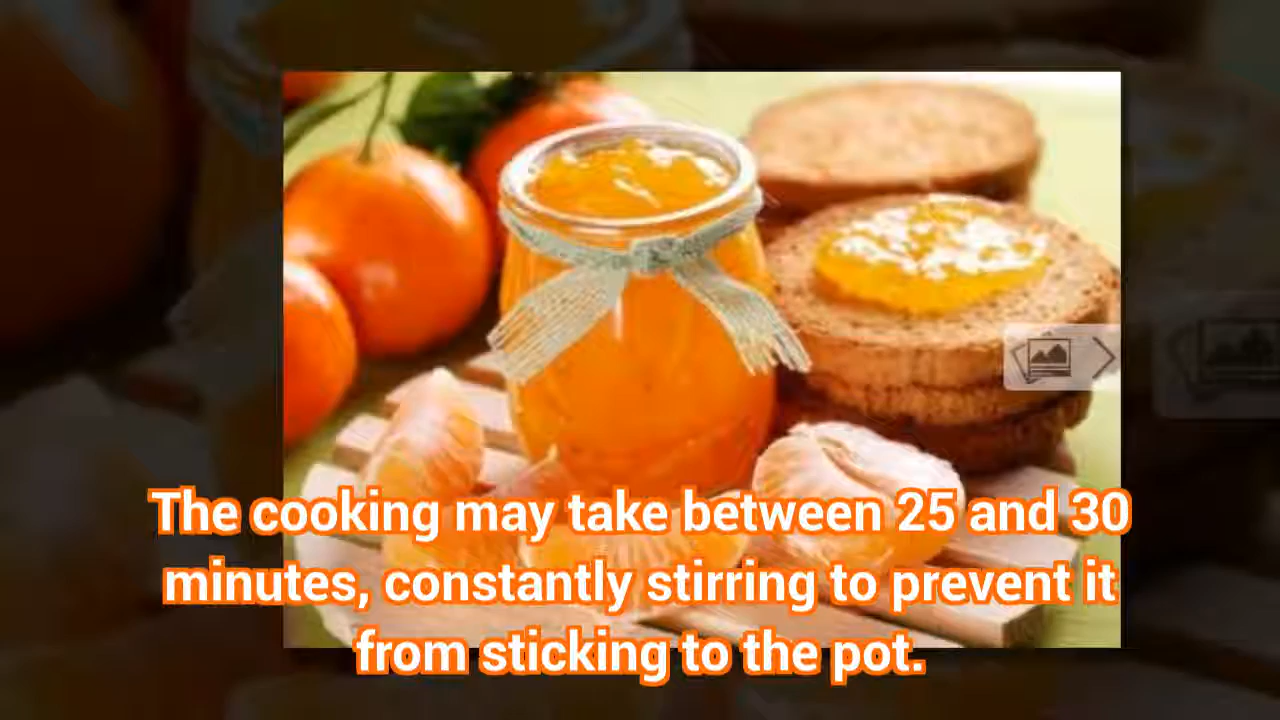 The cooking may take between 25 and 30
minutes, constantly stirring to prevent it
from sticking to the pot.